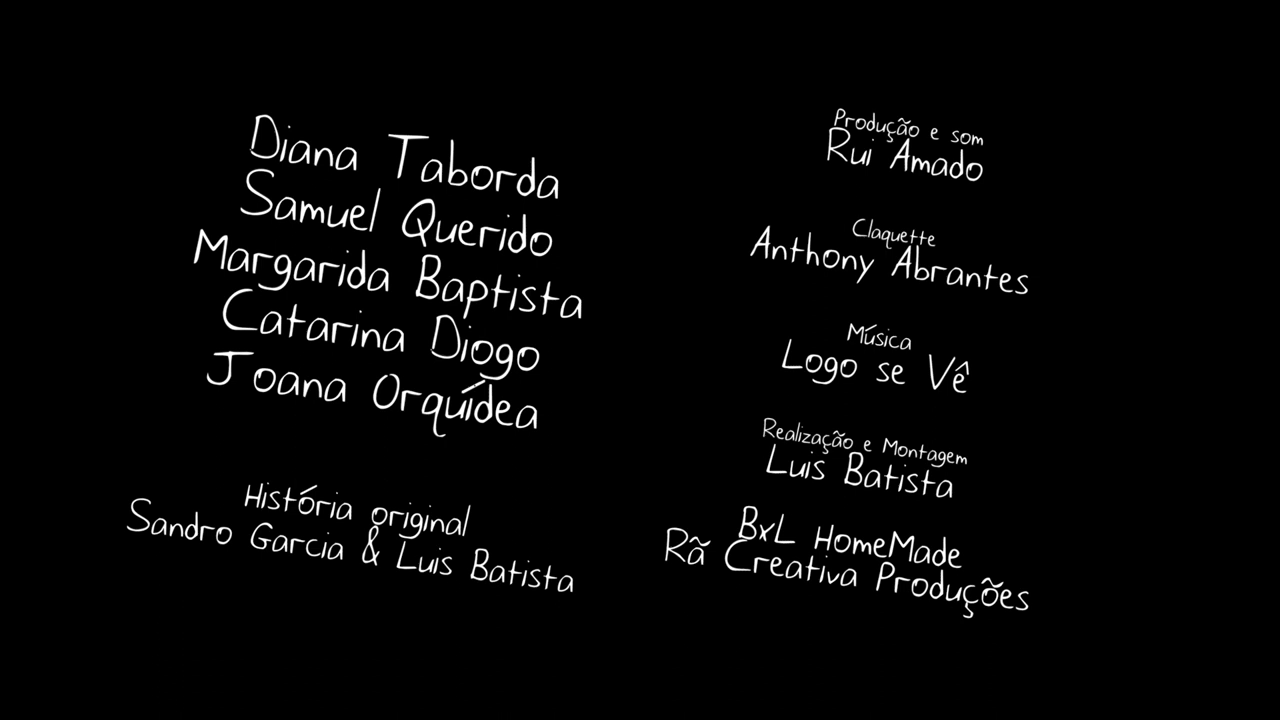 Diana Taborda
Samuel Querido
Margarida Baptista
Catarina Diogo
Joana Orquídea
História original
Sandro Garcia & Luis Batista
Produção e som
Rui Amado
Claquette
Anthony Abrantes
Música
Logo se Vê
Realização e Montagem
Luis Batista
BxL HomeMade
Rã Creativa Produções